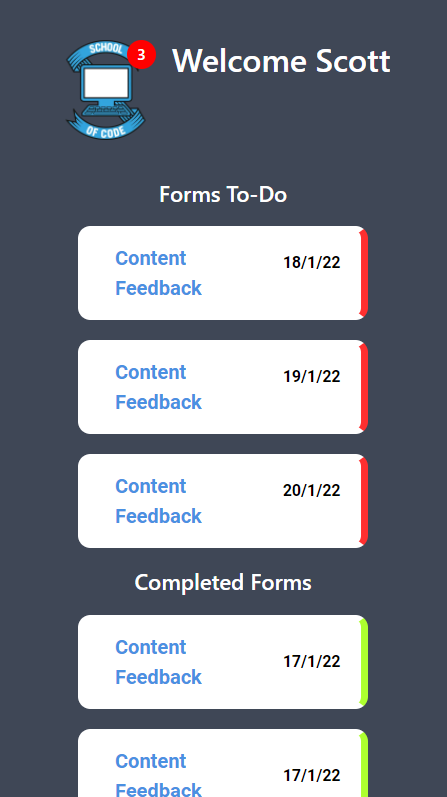 SCHOOL
3
OF CODE
Welcome Scott
Forms To-Do
Content
Feedback
18/1/22
Content
Feedback
19/1/22
Content
Feedback
20/1/22
Completed Forms
Content
Feedback
17/1/22
Content
Feedback
17/1/22